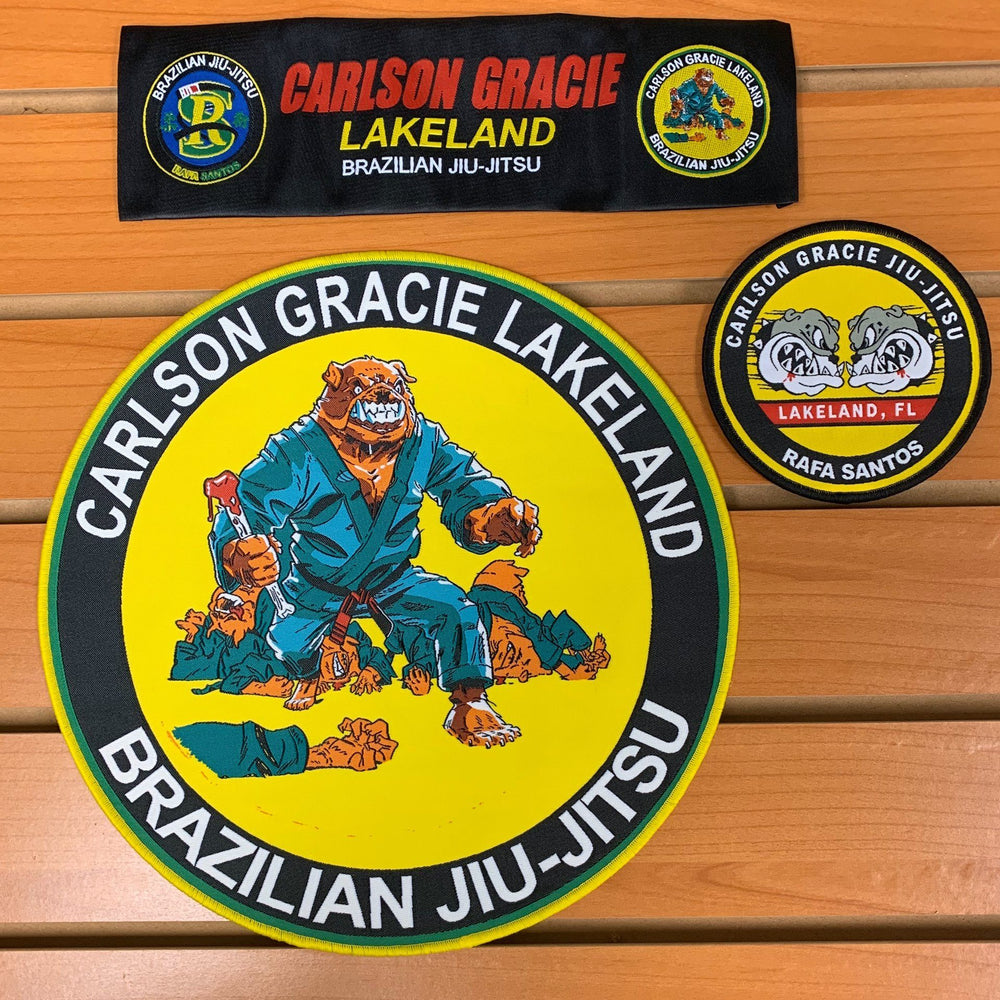 BRAZILIAN JIU-JITSU
RS
RAFA SANTOS
CARLSON GRACIE
LAKELAND
BRAZILIAN JIU-JITSU
CARLSON GRACIE LAKELAND
BRAZILIAN JIU-JITSU
CARLSON GRACIE JIU-JITSU
LAKELAND, FL
RAFA SANTOS
CARLSON GRACIE LAKELAND
BRAZILIAN JIU-JITSU